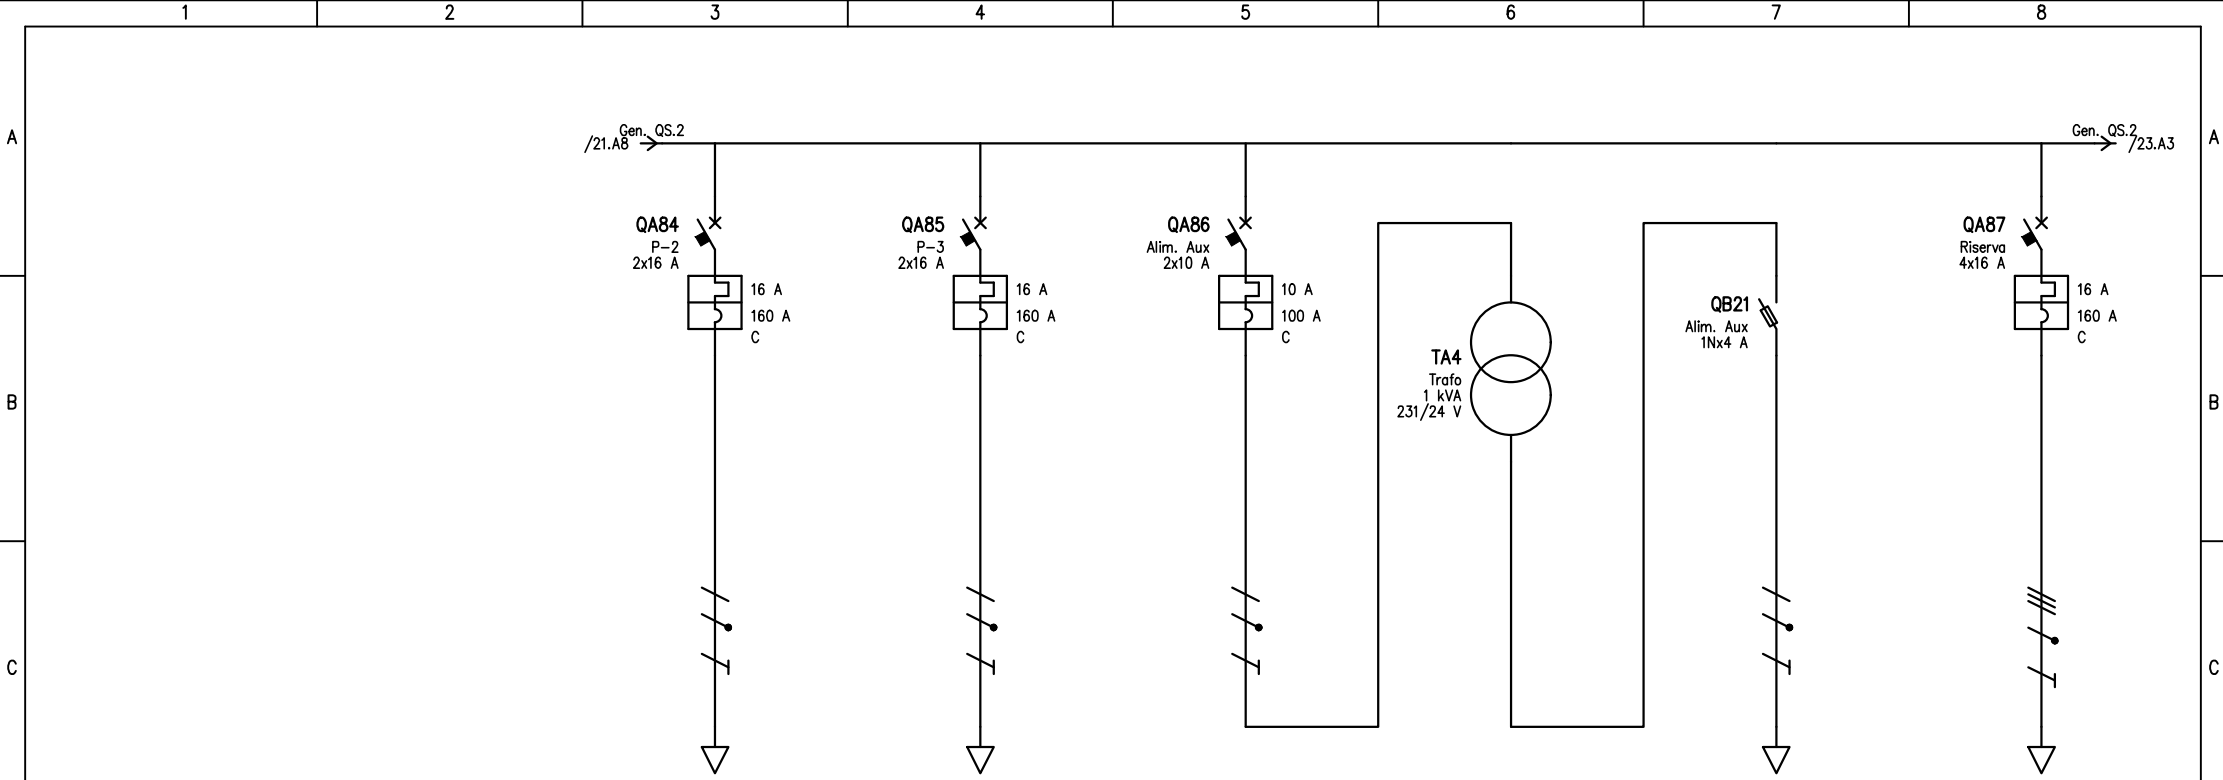 1 2 3 4 5 6 7 8
A A
Gen. QS.2 Gen. QS.2
/21.A8 /23.A3
QA84
P-2
2x16 A
16 A
160 A
C
QA85
P-3
2x16 A
16 A
160 A
C
QA86
Alim. Aux
2x10 A
10 A
100 A
C
TA4
Trafo
1 kVA
231/24 V
QB21
Alim. Aux
1Nx4 A
QA87
Riserva
4x16 A
16 A
160 A
C
B B
C C